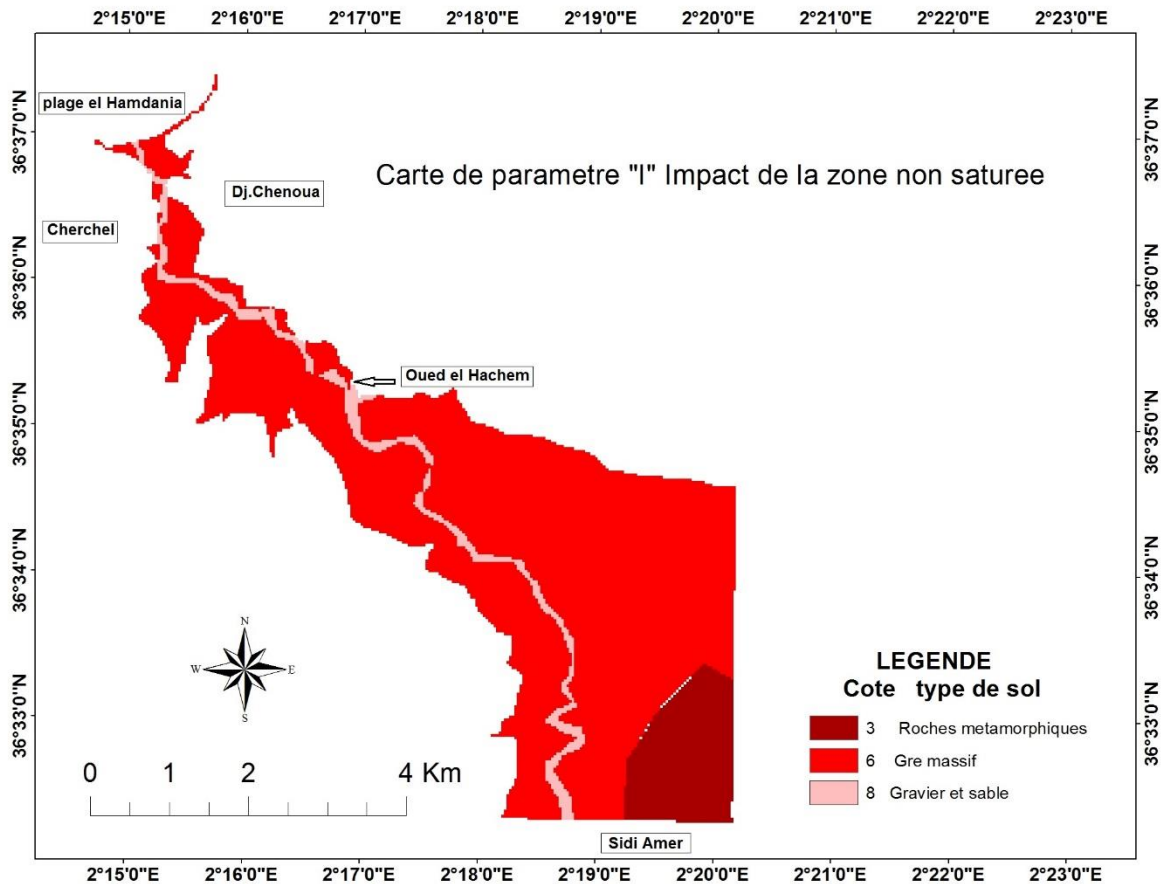 2°15'0"E 2°16'0"E 2°17'0"E 2°18'0"E 2°19'0"E 2°20'0"E 2°21'0"E 2°22'0"E 2°23'0"E
36°37'0"N
36°36'0"N
36°35'0"N
36°34'0"N
36°33'0"N
plage el Hamdania
Carte de parametre "I" Impact de la zone non saturee
Dj.Chenoua
Cherchel
Oued el Hachem
N
W E
S
0 1 2 4 Km
LEGENDE
Cote type de sol
3 Roches metamorphiques
6 Gre massif
8 Gravier et sable
Sidi Amer
36°37'0"N
36°36'0"N
36°35'0"N
36°34'0"N
36°33'0"N
2°15'0"E 2°16'0"E 2°17'0"E 2°18'0"E 2°19'0"E 2°20'0"E 2°21'0"E 2°22'0"E 2°23'0"E